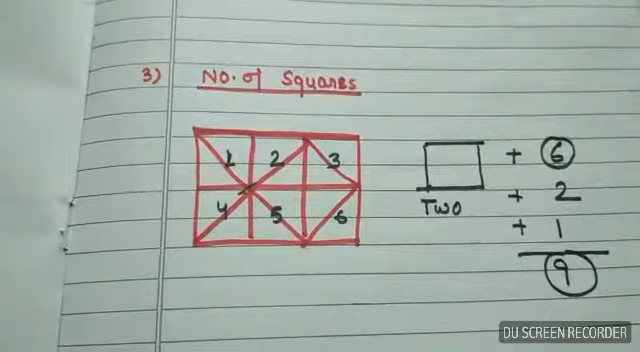 3) No. of Squares
1 2 3
4 5 6
+ 6
+ 2
Two
+ 1
9
DU SCREEN RECORDER